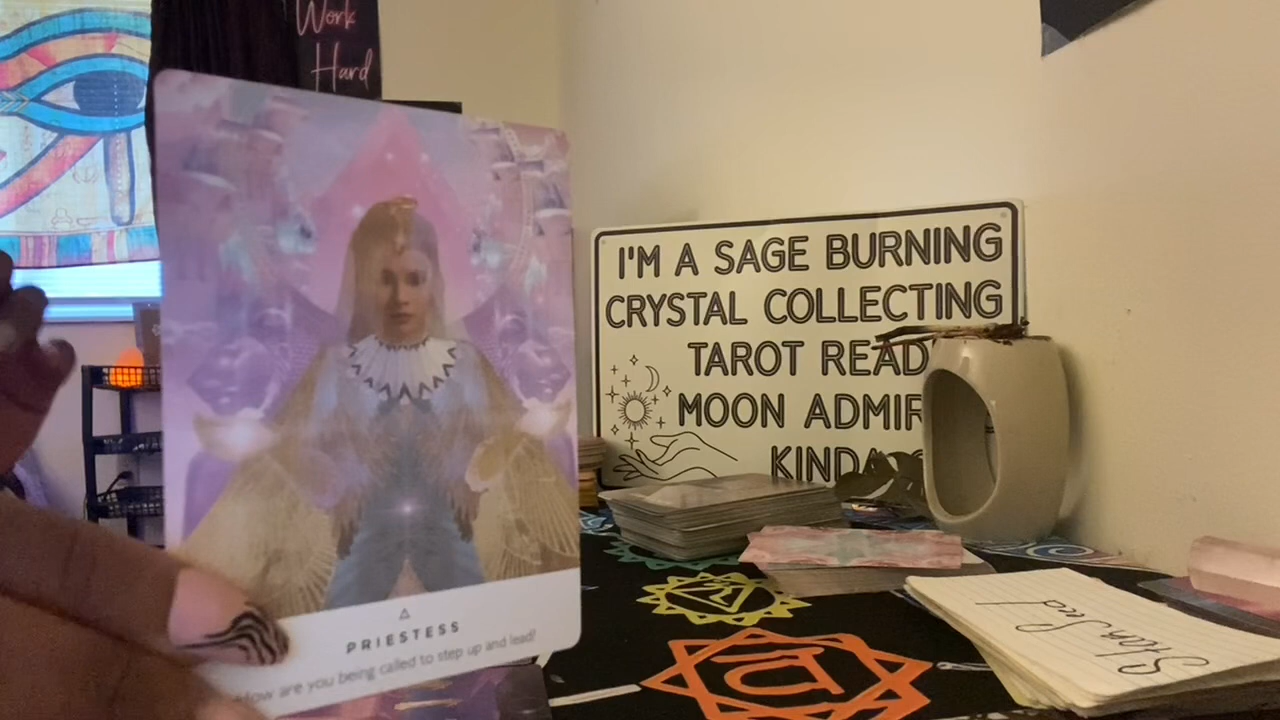 Work
Hard
PRIESTESS
How are you being called to step up and lead!
I'M A SAGE BURNING
CRYSTAL COLLECTING
TAROT READ
MOON ADMIR
KINDA